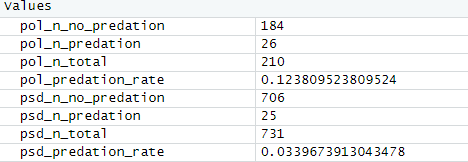 values
pol_n_no_predation 184
pol_n_predation 26
pol_n_total 210
pol_predation_rate 0.123809523809524
psd_n_no_predation 706
psd_n_predation 25
psd_n_total 731
psd_predation_rate 0.0339673913043478